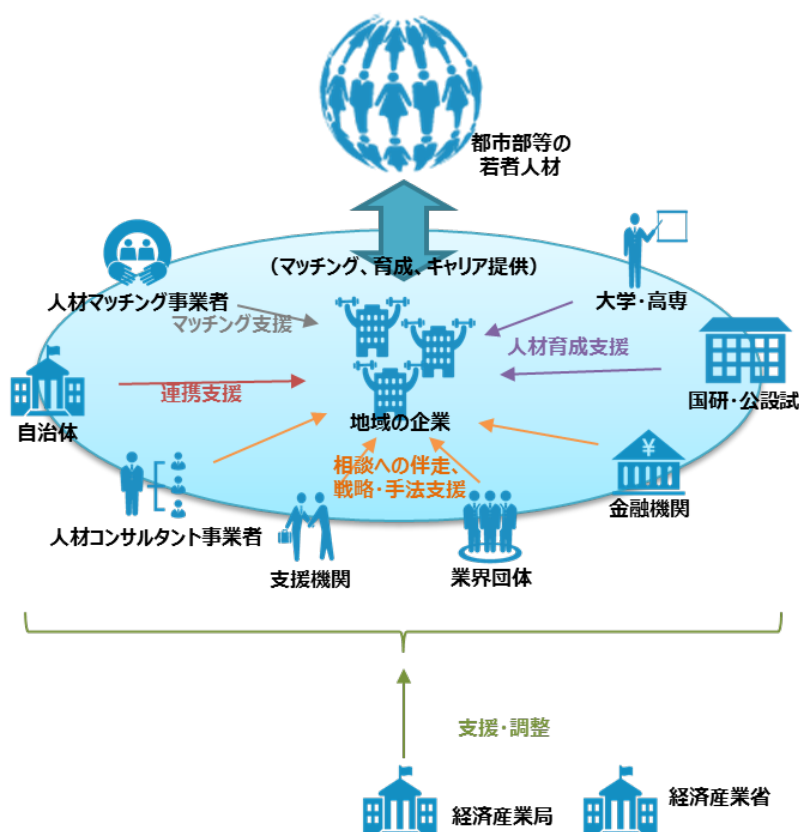 都市部等の
若者人材
（マッチング、育成、キャリア提供）
人材マッチング事業者
大学・高専
マッチング支援
人材育成支援
連携支援
国研・公設試
自治体
地域の企業
相談への伴走、
戦略・手法支援
¥
金融機関
人材コンサルタント事業者
支援機関
業界団体
支援・調整
経済産業局
経済産業省